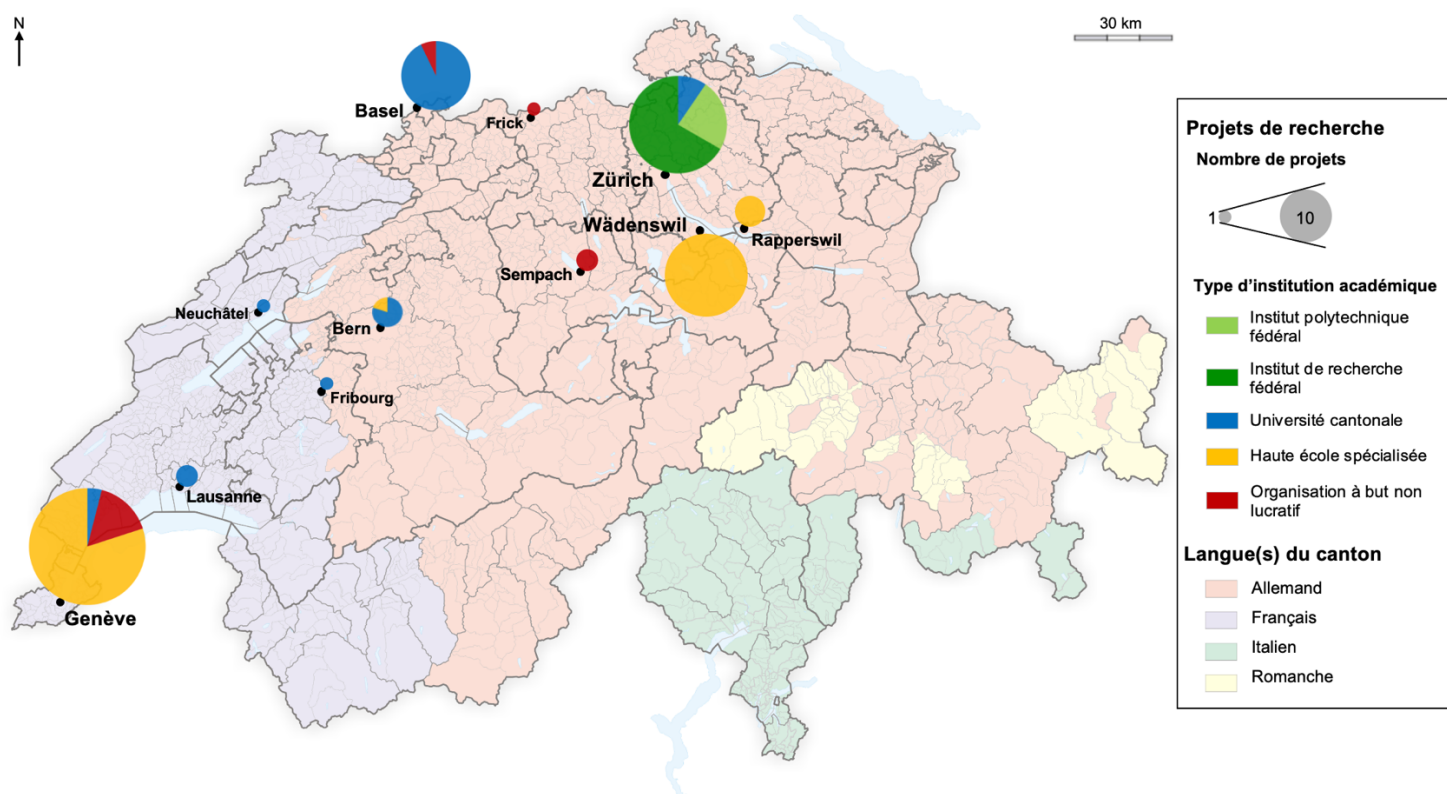 N
30 km
Basel
Frick
Zürich
Wädenswil
Rapperswil
Sempach
Neuchâtel
Bern
Fribourg
Lausanne
Genève
Projets de recherche
Nombre de projets
1
10
Type d’institution académique
Institut polytechnique
fédéral
Institut de recherche
fédéral
Université cantonale
Haute école spécialisée
Organisation à but non
lucratif
Langue(s) du canton
Allemand
Français
Italien
Romanche